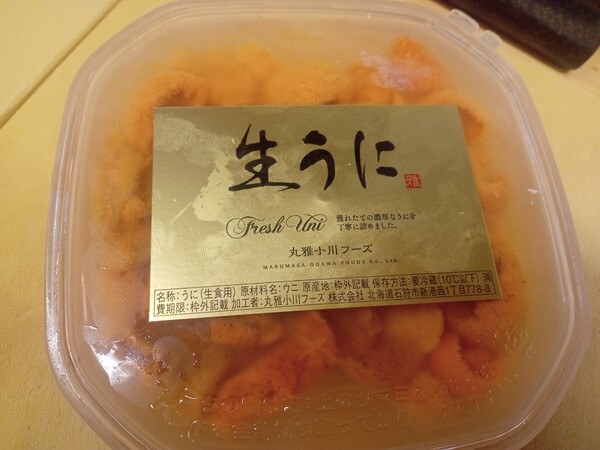 生うに
雅
Fresh Uni
獲れたての濃厚なうにを
丁寧に詰めました。
丸雅小川フーズ
MARUMASA OGAWA FOODS Co., Ltd.
名称:うに(生食用) 原材料名:ウニ 原産地:枠外記載 保存方法:要冷蔵(10℃以下) 消
費期限:枠外記載 加工者:丸雅小川フーズ 株式会社 北海道石狩市新港西1丁目778-8